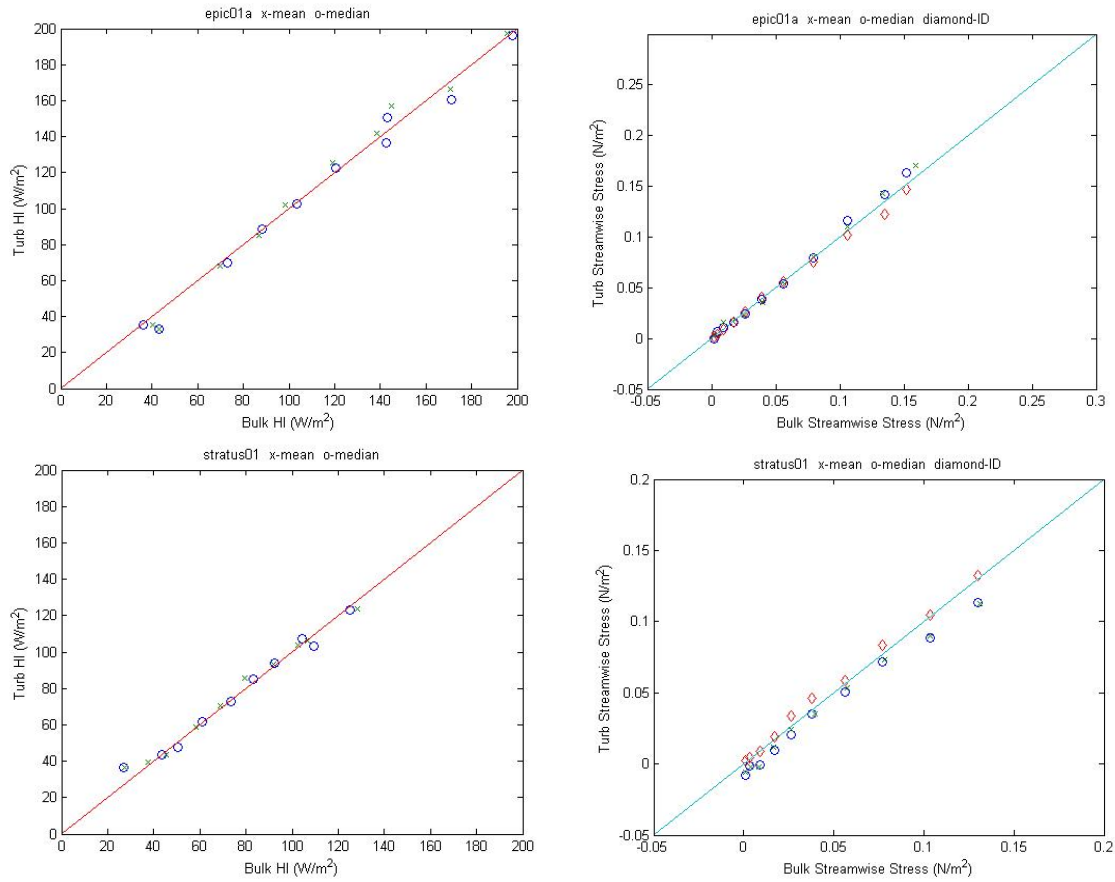 epic01a x-mean o-median
200
180
160
140
120
100
80
60
40
20
0
Turb Hl (W/m²)
0 20 40 60 80 100 120 140 160 180 200
Bulk Hl (W/m²)
epic01a x-mean o-median diamond-ID
0.25
0.2
0.15
0.1
0.05
0
-0.05
Turb Streamwise Stress (N/m²)
-0.05 0 0.05 0.1 0.15 0.2 0.25 0.3
Bulk Streamwise Stress (N/m²)
stratus01 x-mean o-median
200
180
160
140
120
100
80
60
40
20
0
Turb Hl (W/m²)
0 20 40 60 80 100 120 140 160 180 200
Bulk Hl (W/m²)
stratus01 x-mean o-median diamond-ID
0.2
0.15
0.1
0.05
0
-0.05
Turb Streamwise Stress (N/m²)
-0.05 0 0.05 0.1 0.15 0.2
Bulk Streamwise Stress (N/m²)